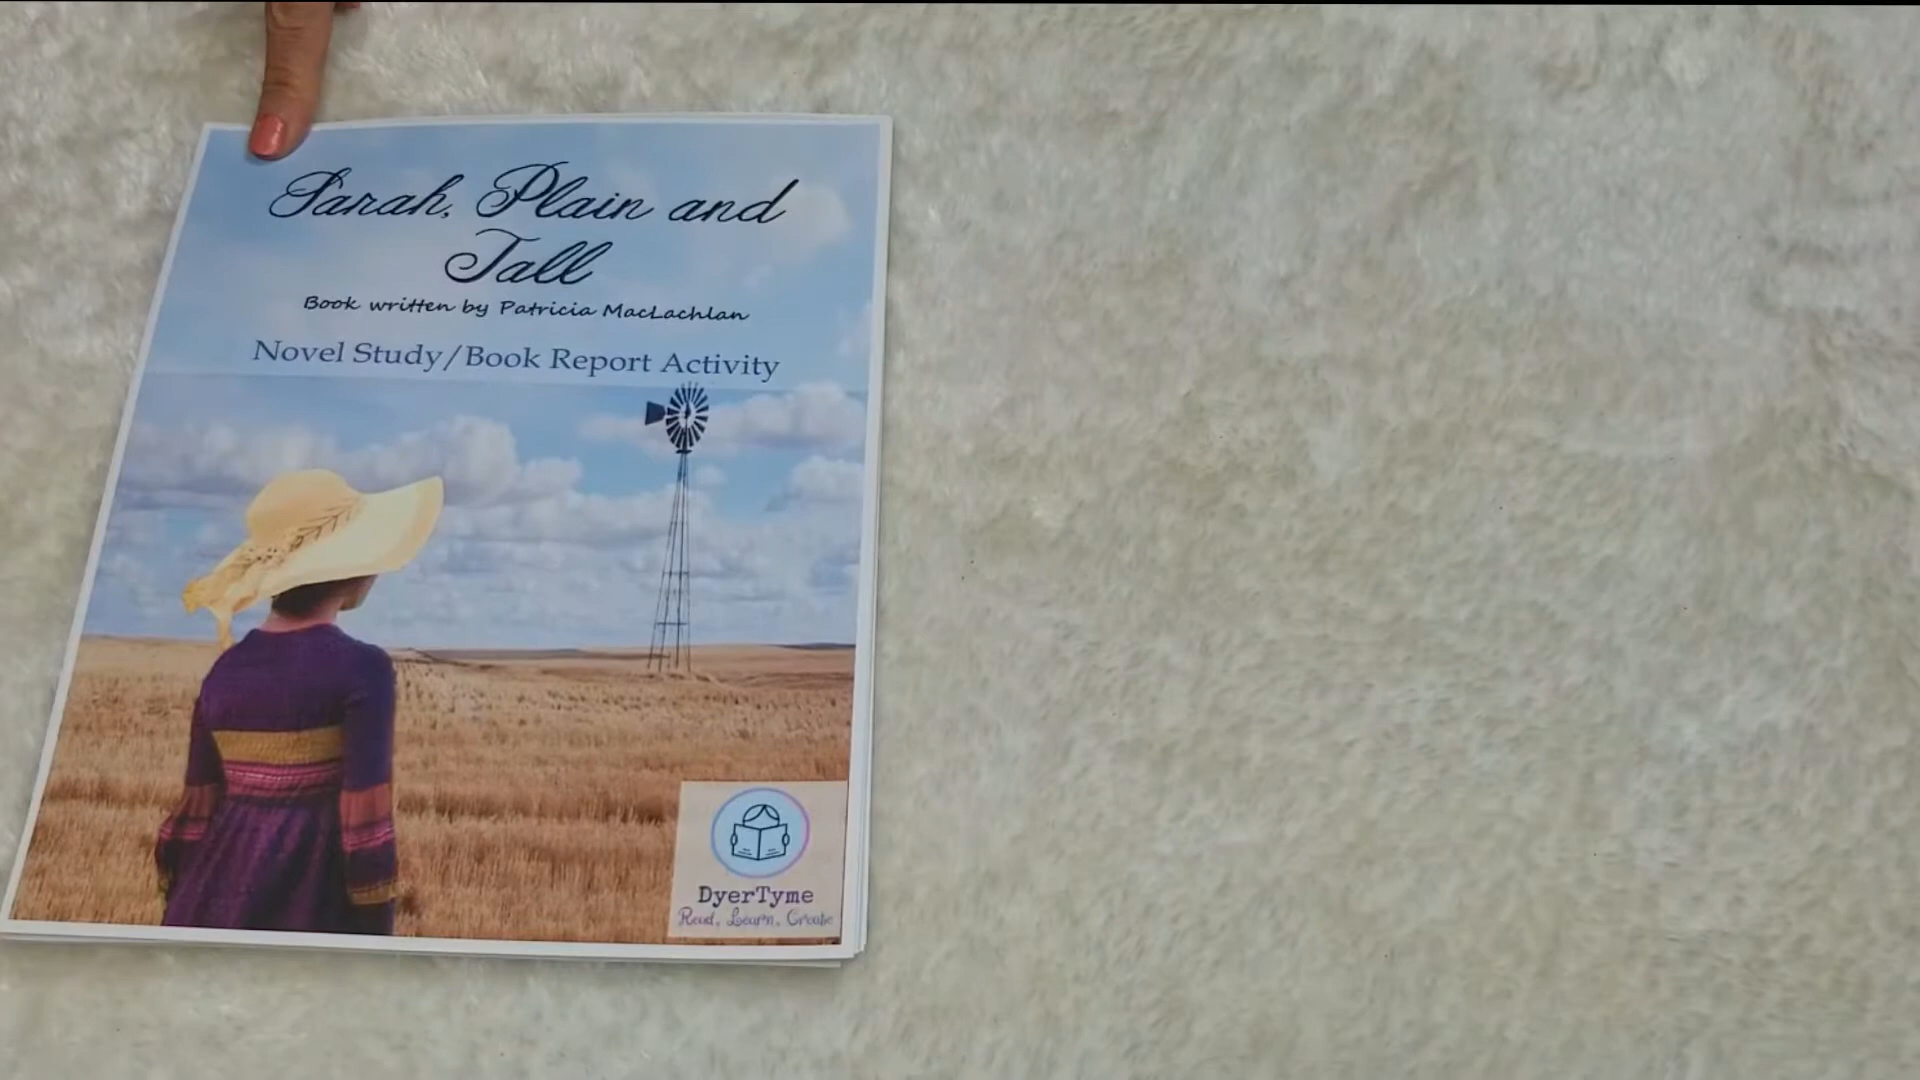 Sarah, Plain and
Tall
Book written by Patricia MacLachlan
Novel Study/Book Report Activity
DyerTyme
Read, Learn, Create